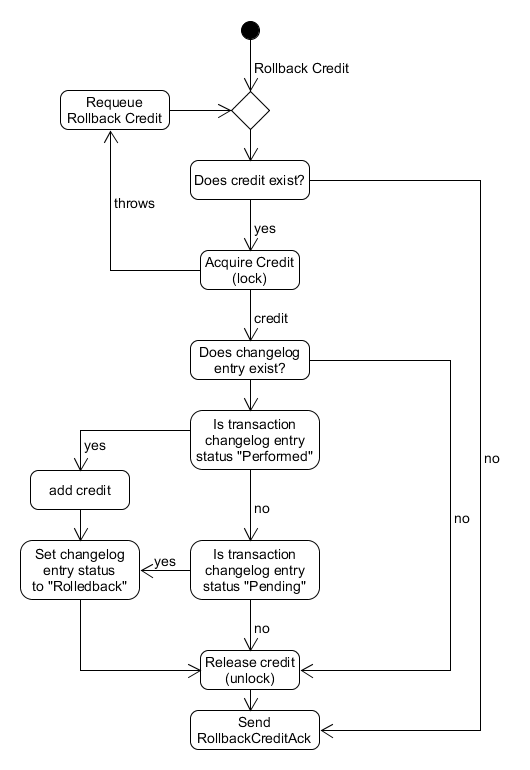 Rollback Credit
Requeue
Rollback Credit
Does credit exist?
throws
yes
Acquire Credit
(lock)
credit
Does changelog
entry exist?
Is transaction
changelog entry
status "Performed"
yes
no
add credit
no
no
Set changelog
entry status
to "Rolledback"
yes
Is transaction
changelog entry
status "Pending"
no
Release credit
(unlock)
Send
RollbackCreditAck